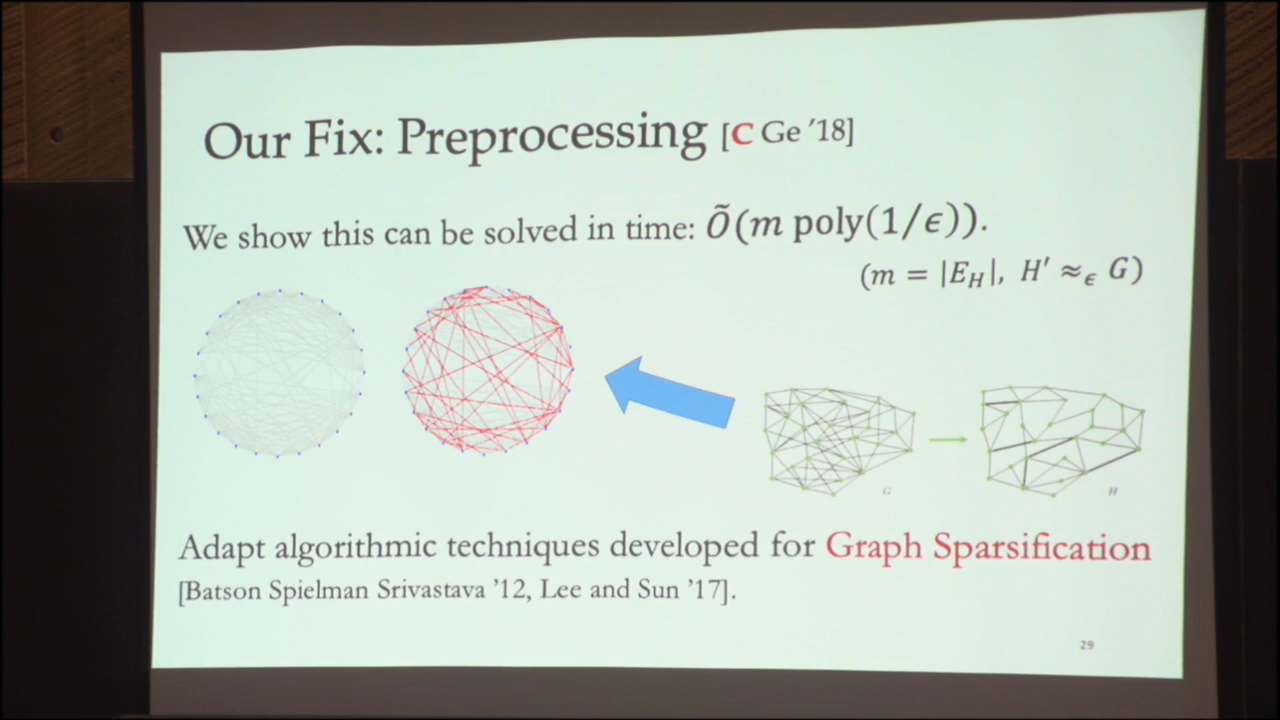 Our Fix: Preprocessing [C Ge '18]
We show this can be solved in time: Õ(m poly(1/ϵ)).
(m = |E_H|, H′ ≈_ϵ G)
G
H
Adapt algorithmic techniques developed for Graph Sparsification
[Batson Spielman Srivastava '12, Lee and Sun '17].
29